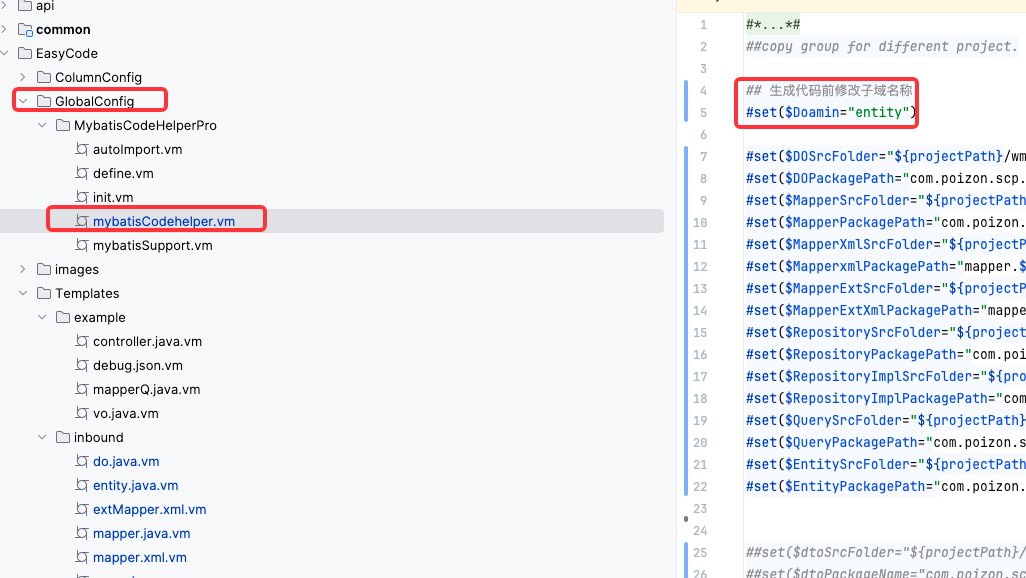 api
common
EasyCode
ColumnConfig
GlobalConfig
MybatisCodeHelperPro
autoImport.vm
define.vm
init.vm
mybatisCodehelper.vm
mybatisSupport.vm
images
Templates
example
controller.java.vm
debug.json.vm
mapperQ.java.vm
vo.java.vm
inbound
do.java.vm
entity.java.vm
extMapper.xml.vm
mapper.java.vm
mapper.xml.vm
1 #*...*#
2 ##copy group for different project.
3
4 ## 生成代码前修改子域名称
5 #set($Doamin="entity")
6
7 #set($DOSrcFolder="${projectPath}/wm
8 #set($DOPackagePath="com.poizon.scp.
9 #set($MapperSrcFolder="${projectPath
10 #set($MapperPackagePath="com.poizon.
11 #set($MapperXmlSrcFolder="${projectP
12 #set($MapperxmlPackagePath="mapper.$
13 #set($MapperExtSrcFolder="${projectP
14 #set($MapperExtXmlPackagePath="mappe
15 #set($RepositorySrcFolder="${project
16 #set($RepositoryPackagePath="com.poi
17 #set($RepositoryImplSrcFolder="${pro
18 #set($RepositoryImplPackagePath="com
19 #set($QuerySrcFolder="${projectPath}
20 #set($QueryPackagePath="com.poizon.s
21 #set($EntitySrcFolder="${projectPath
22 #set($EntityPackagePath="com.poizon.
23
24
25 ##set($dtoSrcFolder="${projectPath}/
26 ##set($dtoPackageName="com.poizon.sc